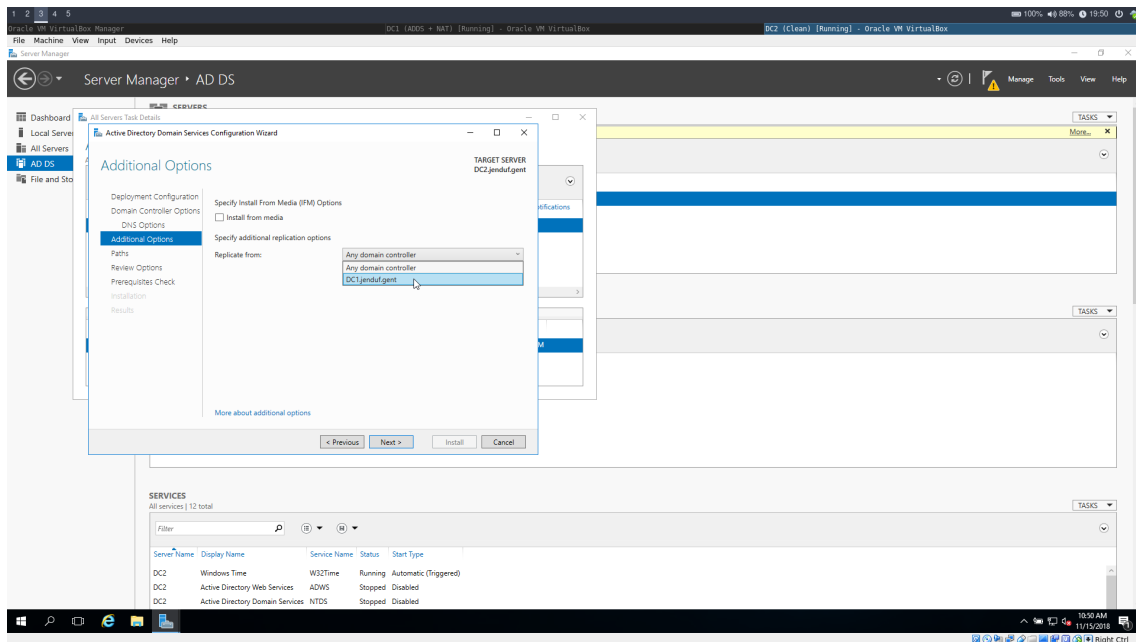 1 2 3 4 5
100% 88% 19:50
Oracle VM VirtualBox Manager
DC1 (ADDS + NAT) [Running] - Oracle VM VirtualBox
DC2 (Clean) [Running] - Oracle VM VirtualBox
File Machine View Input Devices Help
Server Manager
Server Manager AD DS
Manage Tools View Help
SERVERS
Dashboard
Local Server
All Servers
AD DS
File and Sto
All Servers Task Details
TASKS
More...
Active Directory Domain Services Configuration Wizard
Additional Options
TARGET SERVER
DC2.jenduf.gent
Deployment Configuration
Domain Controller Options
DNS Options
Additional Options
Paths
Review Options
Prerequisites Check
Installation
Results
Specify Install From Media (IFM) Options
Install from media
Specify additional replication options
Replicate from:
Any domain controller
Any domain controller
DC1.jenduf.gent
More about additional options
< Previous
Next >
Install
Cancel
TASKS
SERVICES
All services | 12 total
TASKS
Filter
Server Name Display Name Service Name Status Start Type
DC2 Windows Time W32Time Running Automatic (Triggered)
DC2 Active Directory Web Services ADWS Stopped Disabled
DC2 Active Directory Domain Services NTDS Stopped Disabled
10:50 AM
11/15/2018
Right Ctrl